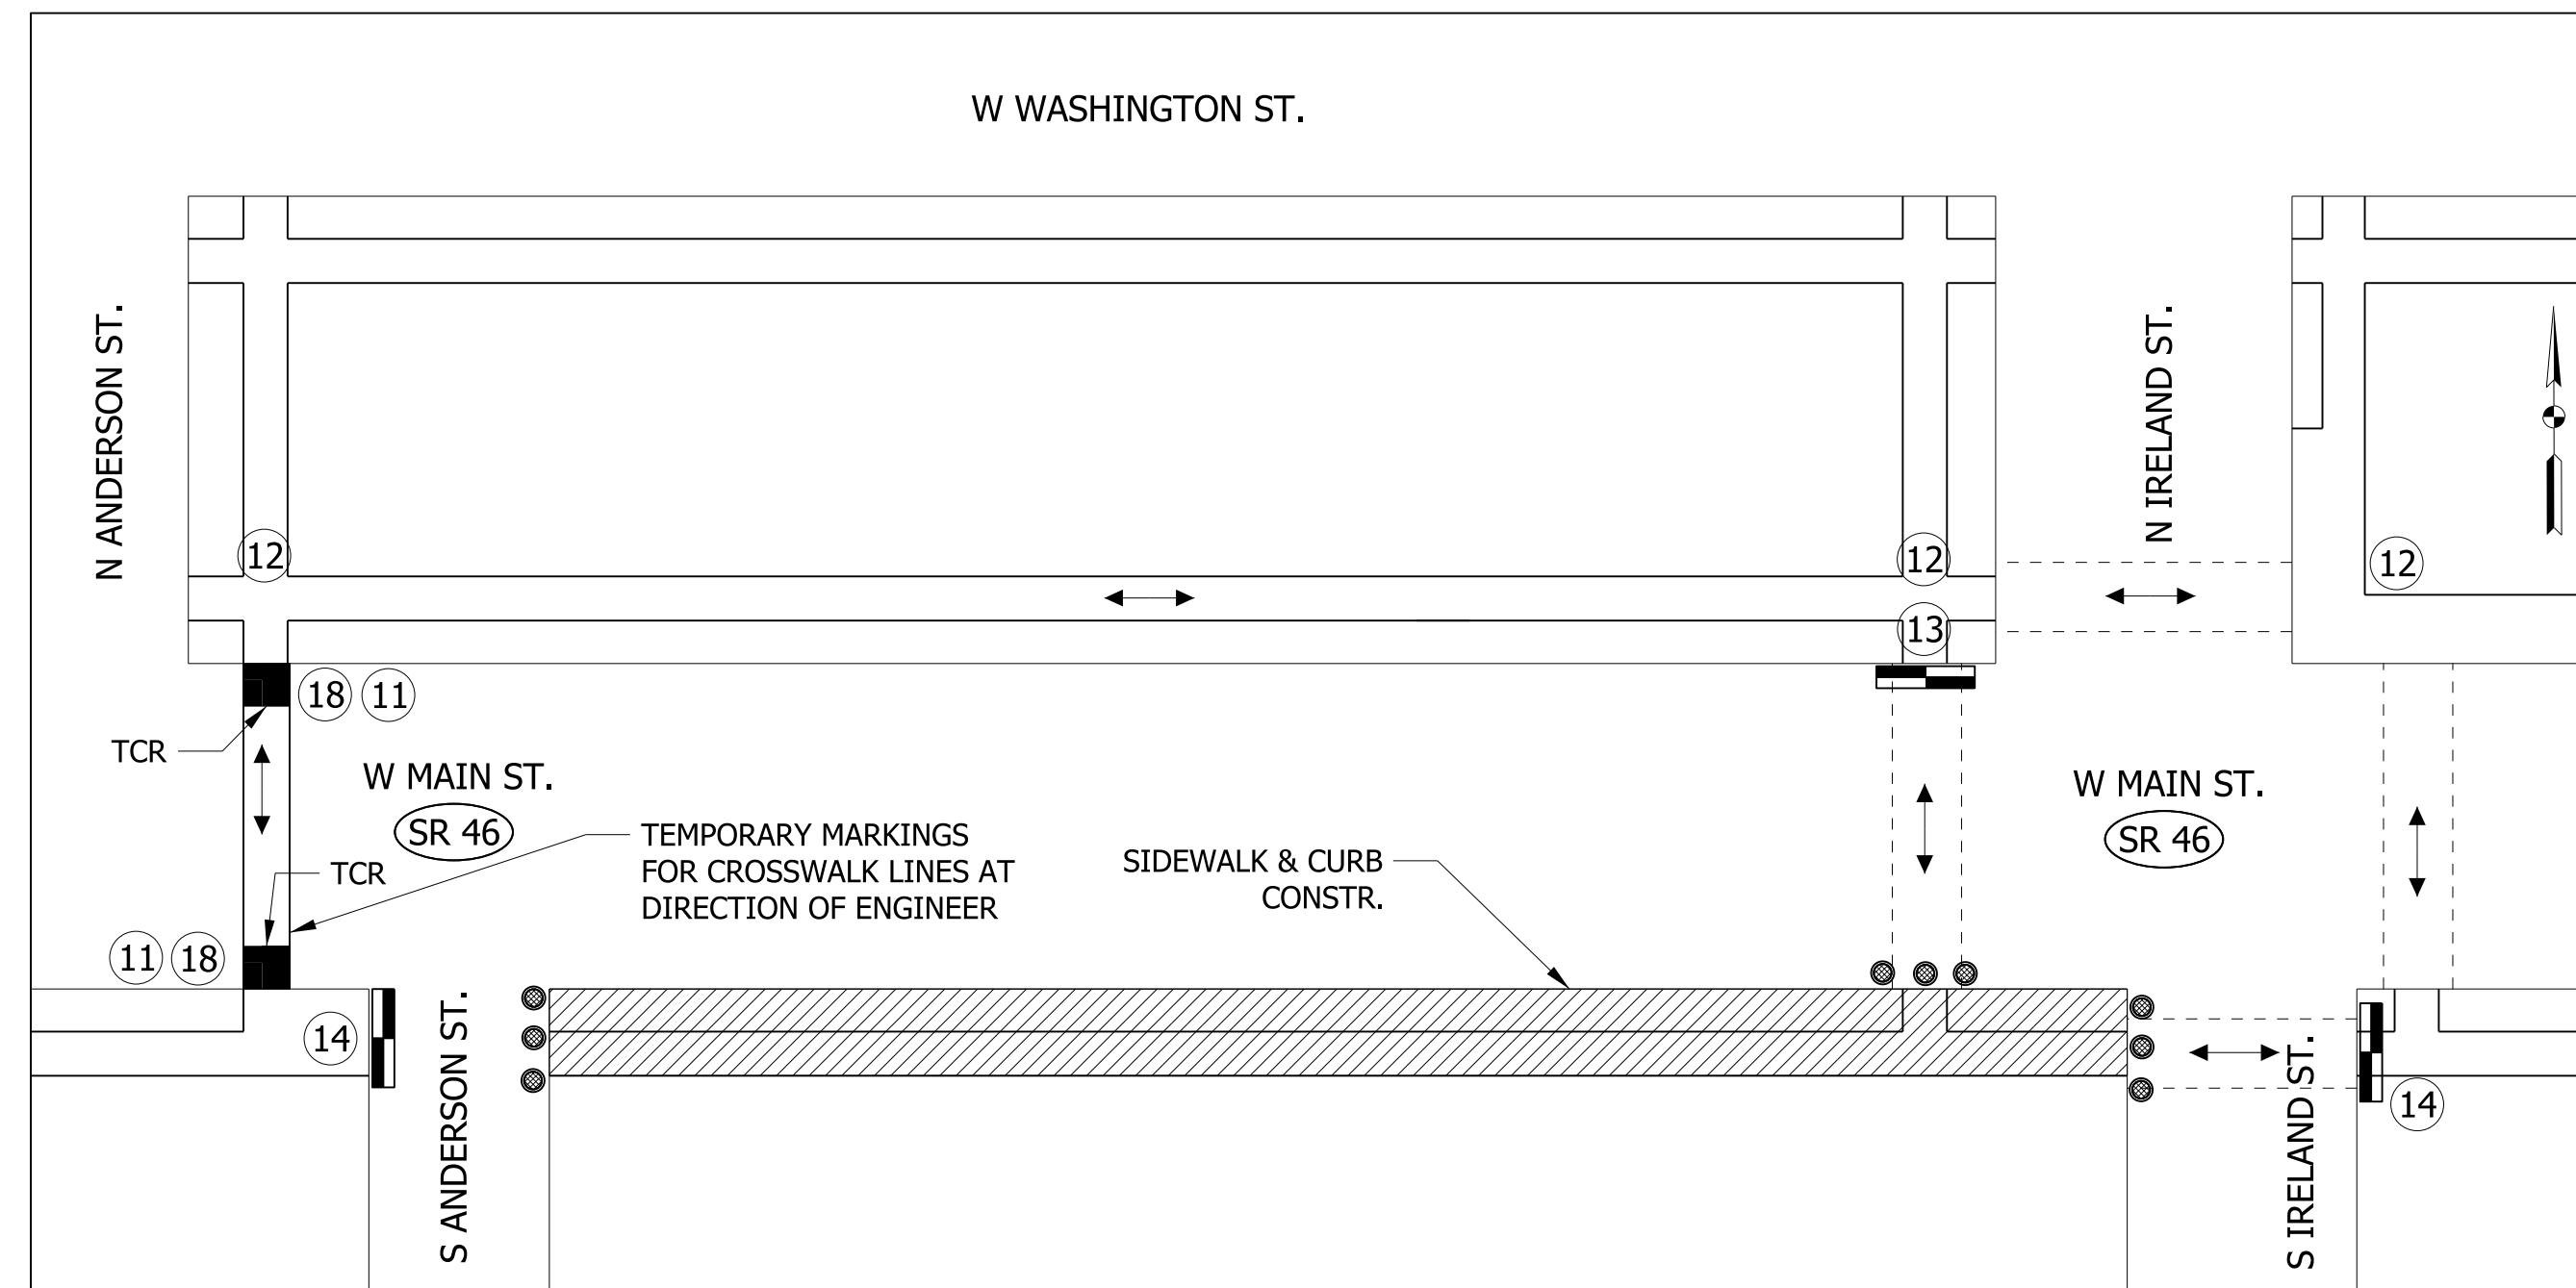 W WASHINGTON ST.
N ANDERSON ST.
N IRELAND ST.
12
12
12
13
18
11
TCR
W MAIN ST.
SR 46
W MAIN ST.
SR 46
TEMPORARY MARKINGS
FOR CROSSWALK LINES AT
DIRECTION OF ENGINEER
SIDEWALK & CURB
CONSTR.
TCR
11
18
14
S ANDERSON ST.
S IRELAND ST.
14